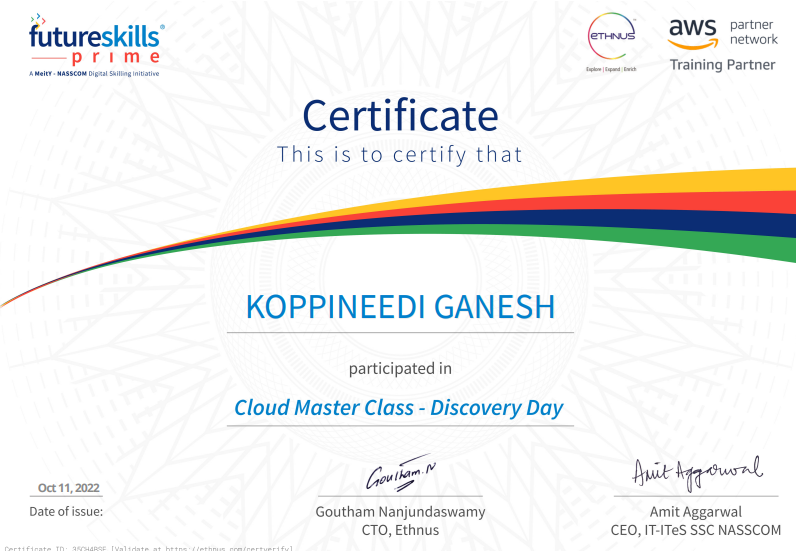 futureskills®
prime
A MeitY - NASSCOM Digital Skilling Initiative
eTHNUS™
Explore | Expand | Enrich
aws partner network
Training Partner
Certificate
This is to certify that
KOPPINEEDI GANESH
participated in
Cloud Master Class - Discovery Day
Oct 11, 2022
Date of issue:
Goutham.N
Goutham Nanjundaswamy
CTO, Ethnus
Amit Aggarwal
Amit Aggarwal
CEO, IT-ITeS SSC NASSCOM
Certificate ID: [Validate at https://ethnus.com/certverify]